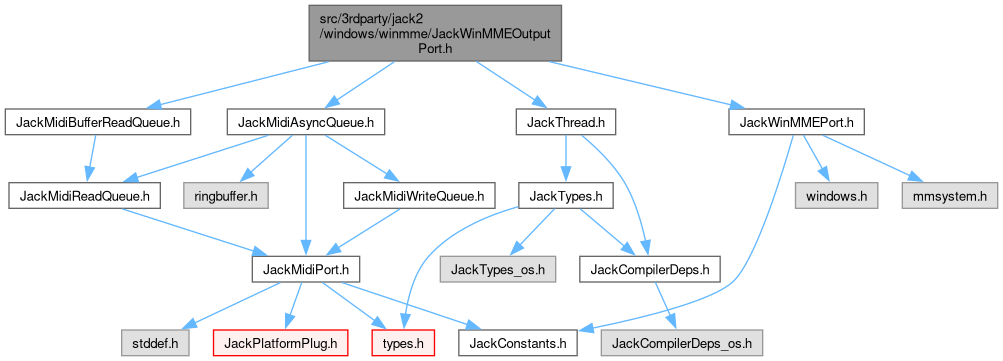 src/3rdparty/jack2
/windows/winmme/JackWinMMEOutput
Port.h
JackMidiBufferReadQueue.h
JackMidiAsyncQueue.h
JackThread.h
JackWinMMEPort.h
JackMidiReadQueue.h
ringbuffer.h
JackMidiWriteQueue.h
JackTypes.h
windows.h
mmsystem.h
JackMidiPort.h
JackTypes_os.h
JackCompilerDeps.h
stddef.h
JackPlatformPlug.h
types.h
JackConstants.h
JackCompilerDeps_os.h